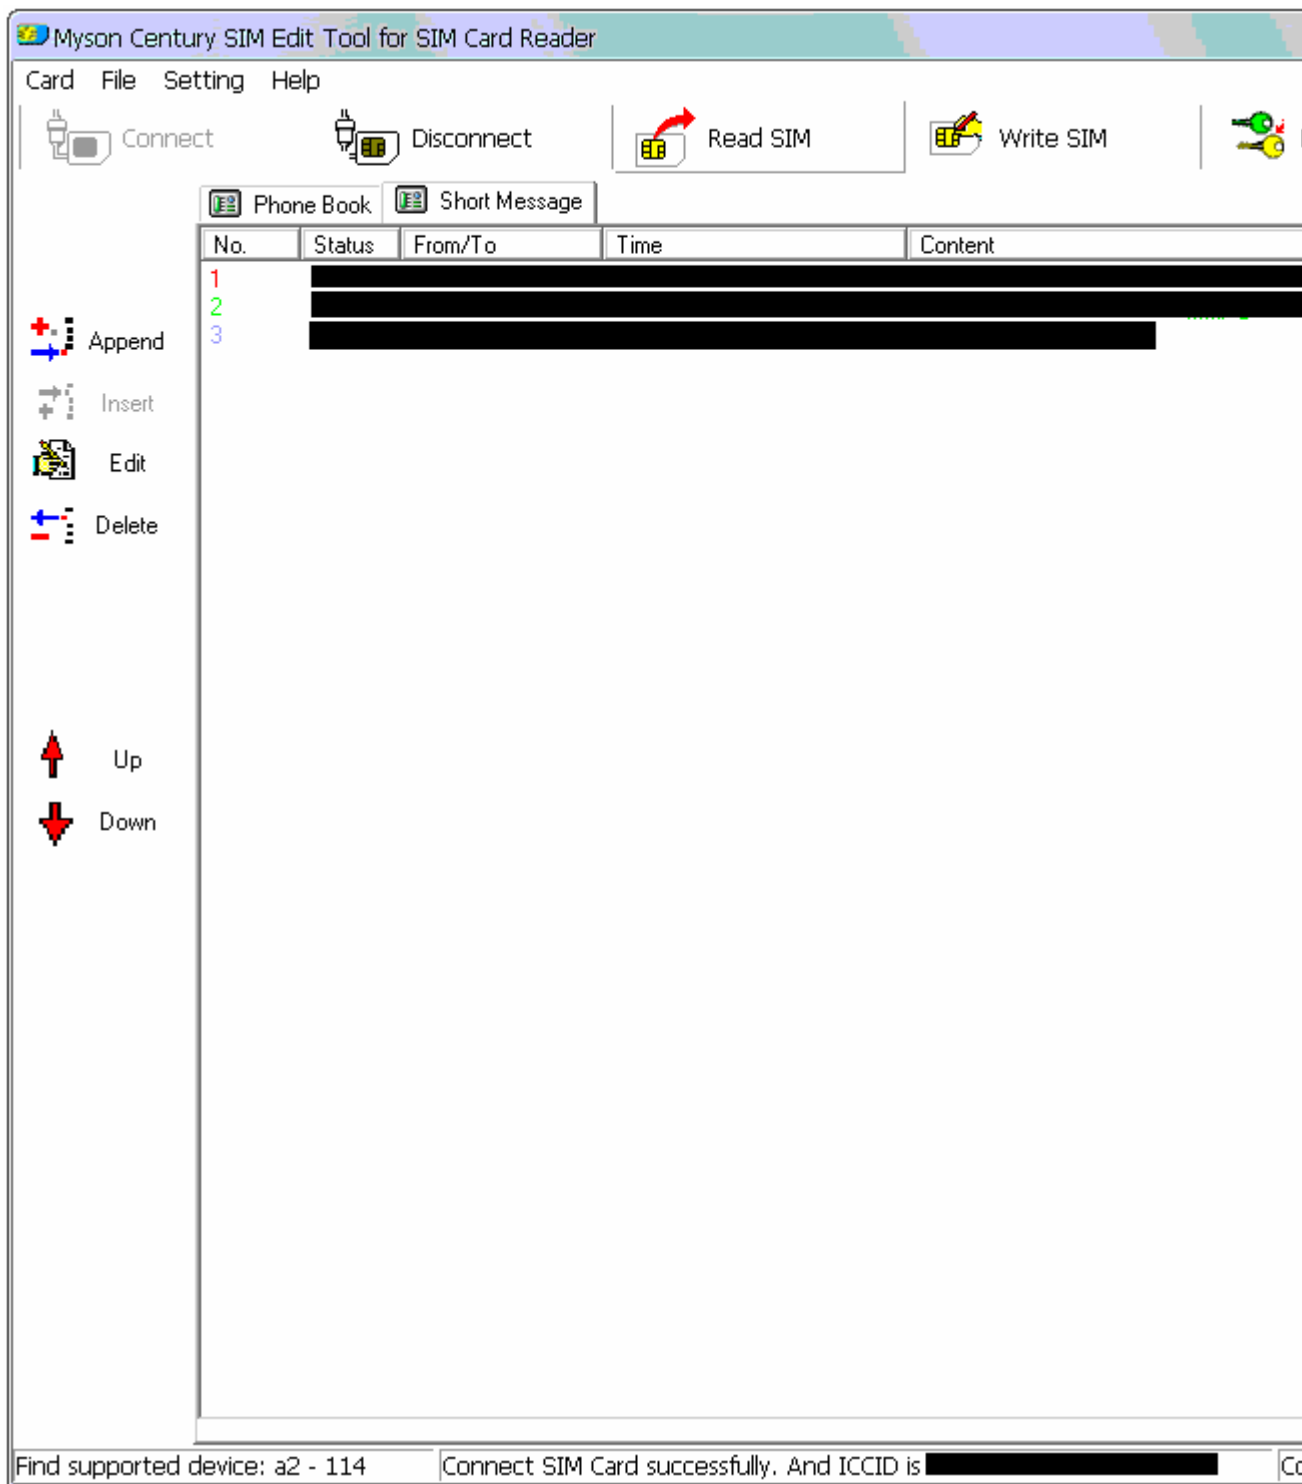 Myson Century SIM Edit Tool for SIM Card Reader
Card File Setting Help
Connect Disconnect Read SIM Write SIM
Phone Book Short Message
No. Status From/To Time Content
1
2
3
Append
Insert
Edit
Delete
Up
Down
Find supported device: a2 - 114 Connect SIM Card successfully. And ICCID is